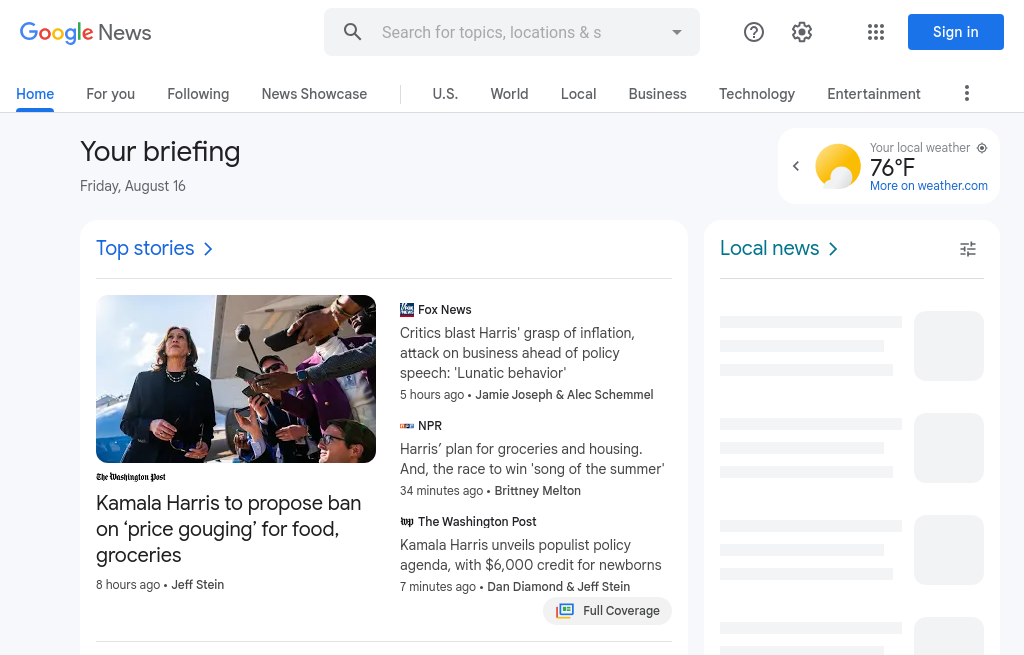 Google News
Search for topics, locations & s
Sign in
Home
For you
Following
News Showcase
U.S.
World
Local
Business
Technology
Entertainment
Your briefing
Friday, August 16
Your local weather
76°F
More on weather.com
Top stories
The Washington Post
Kamala Harris to propose ban
on ‘price gouging’ for food,
groceries
8 hours ago • Jeff Stein
Fox News
Critics blast Harris' grasp of inflation,
attack on business ahead of policy
speech: 'Lunatic behavior'
5 hours ago • Jamie Joseph & Alec Schemmel
NPR
Harris’ plan for groceries and housing.
And, the race to win 'song of the summer'
34 minutes ago • Brittney Melton
wp The Washington Post
Kamala Harris unveils populist policy
agenda, with $6,000 credit for newborns
7 minutes ago • Dan Diamond & Jeff Stein
Full Coverage
Local news